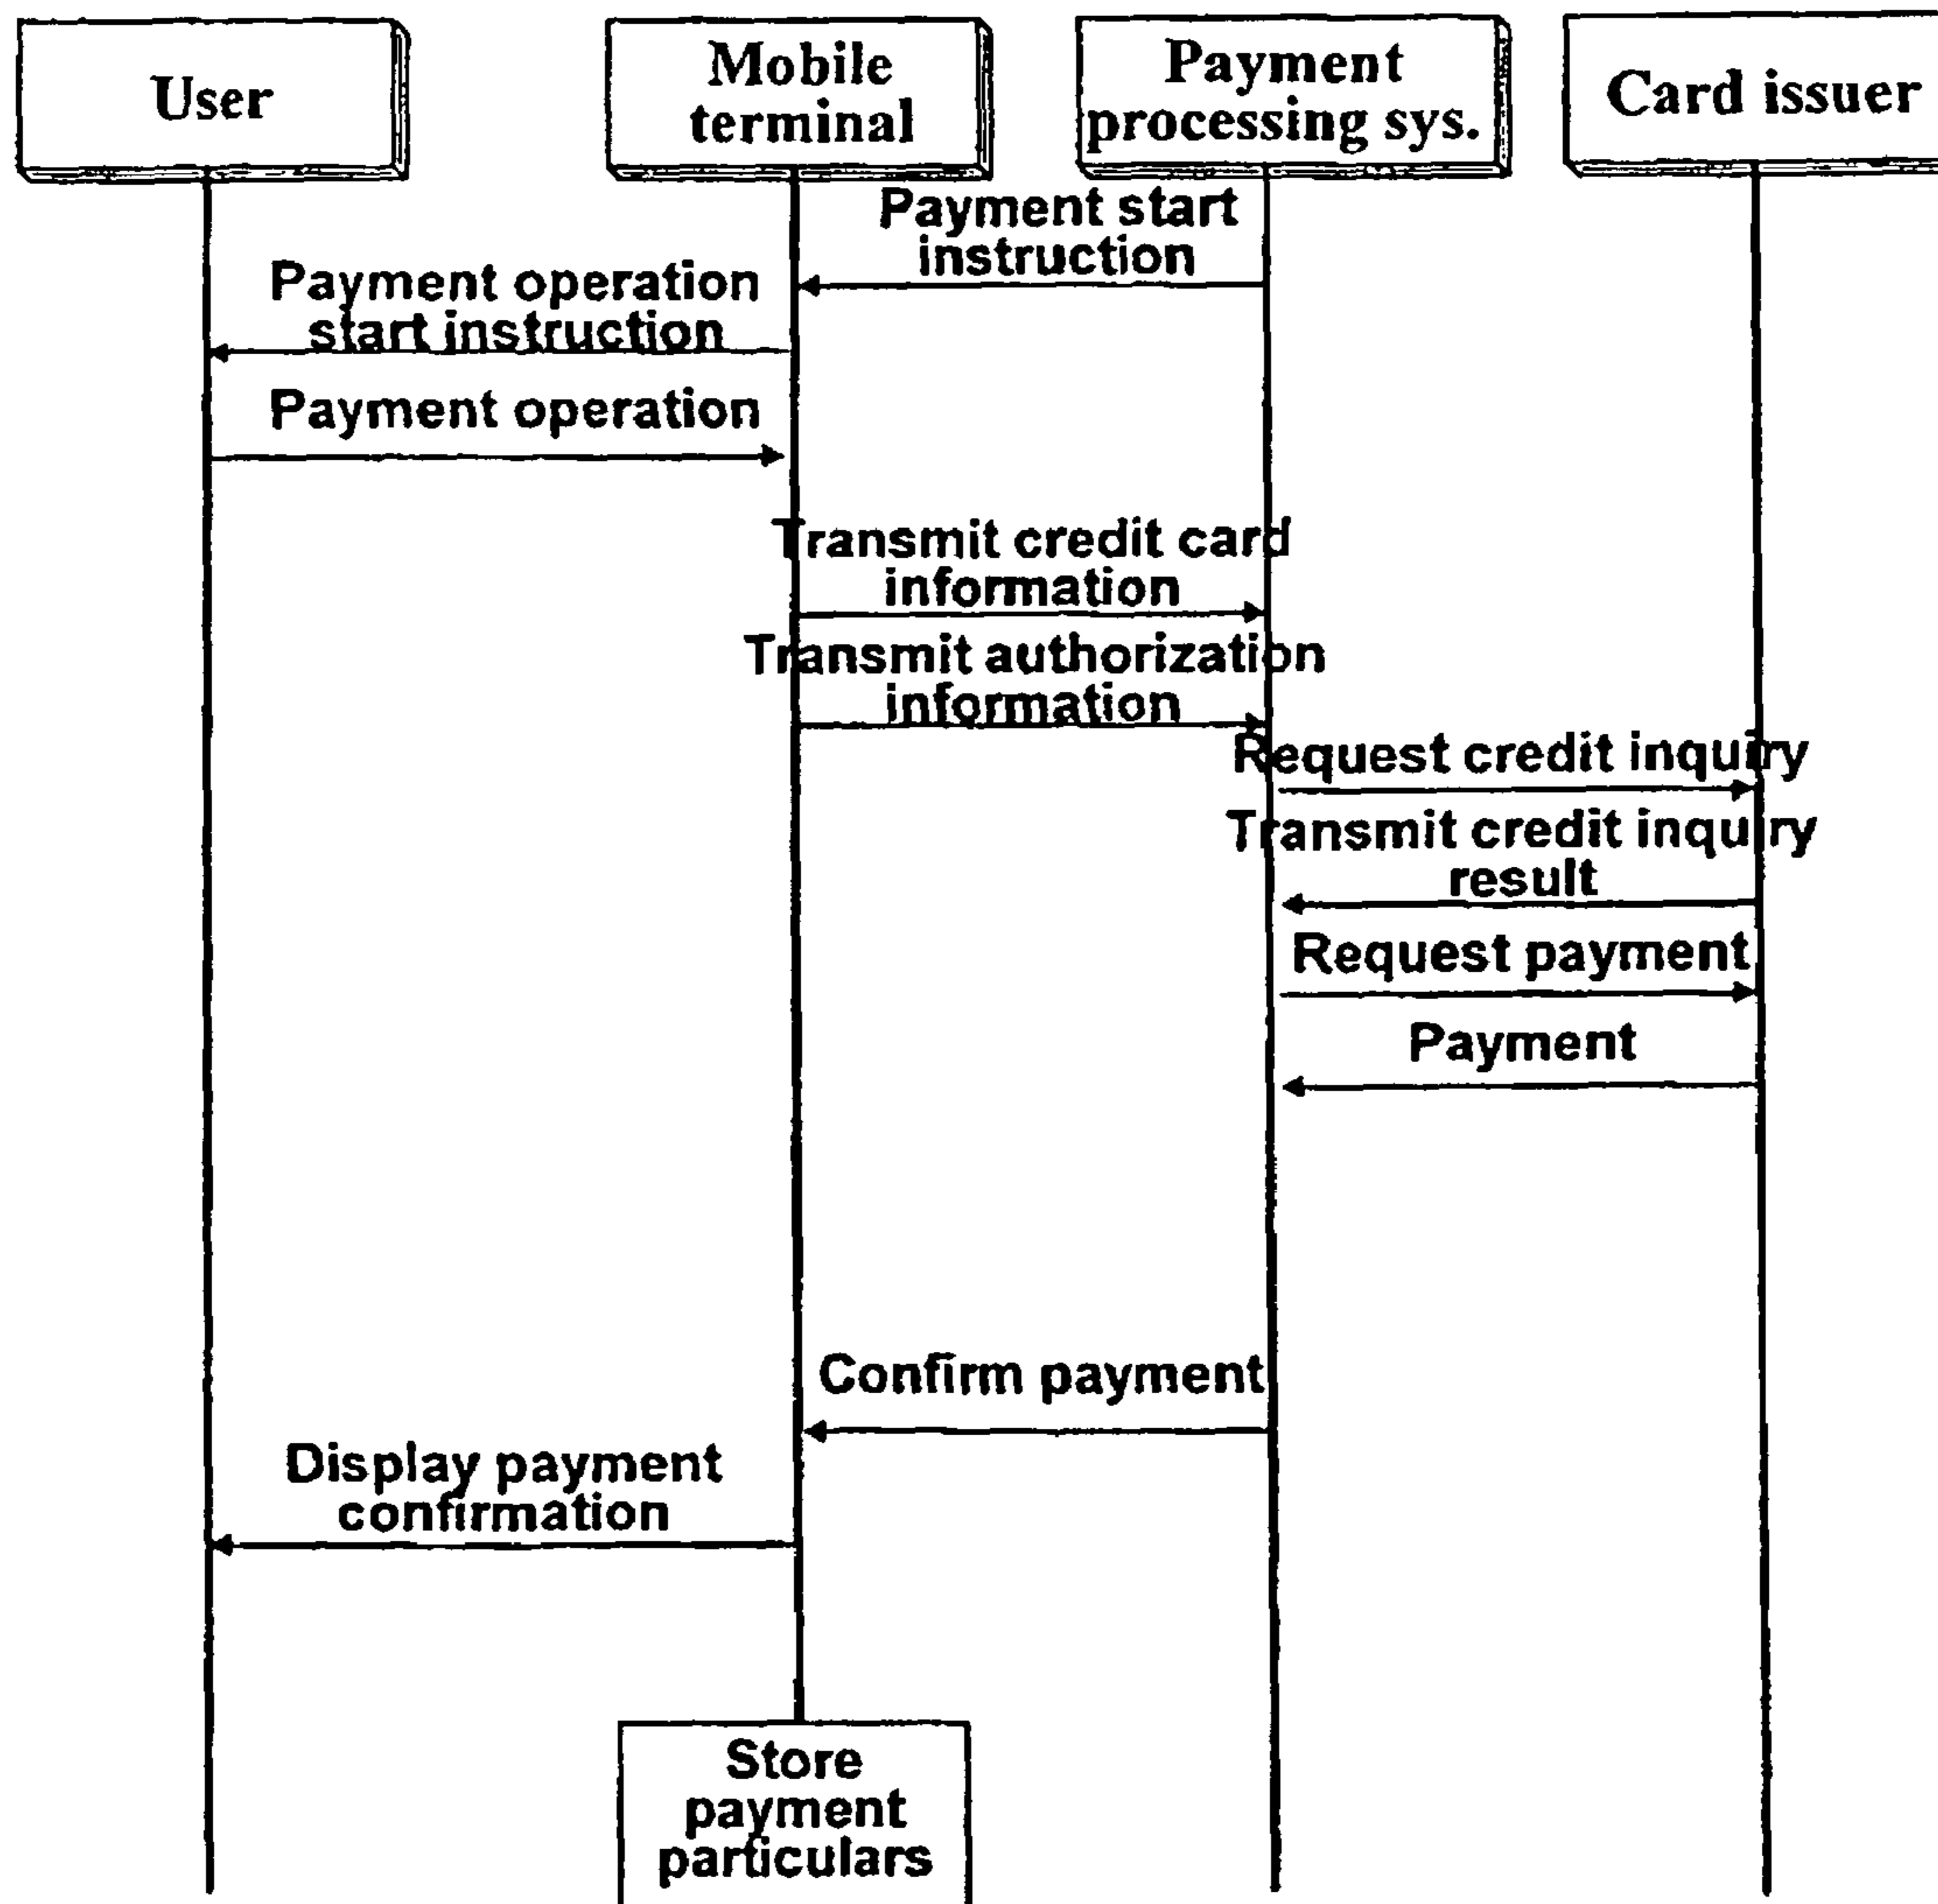 User
Mobile
terminal
Payment
processing sys.
Card issuer
Payment start
instruction
Payment operation
start instruction
Payment operation
Transmit credit card
information
Transmit authorization
information
Request credit inquiry
Transmit credit inquiry
result
Request payment
Payment
Confirm payment
Display payment
confirmation
Store
payment
particulars